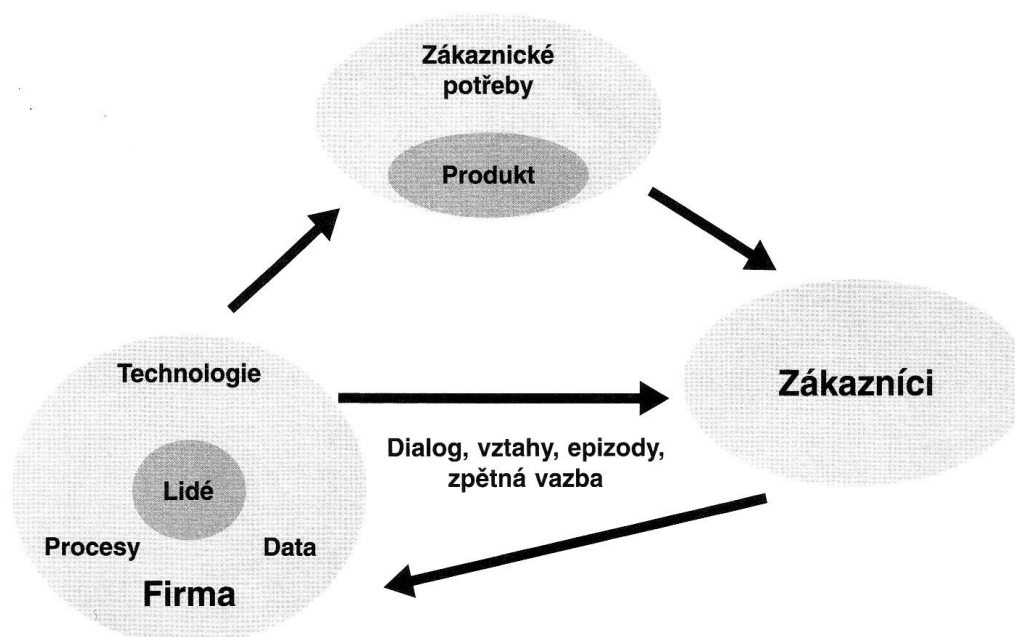 Zákaznické
potřeby
Produkt
Technologie
Zákazníci
Dialog, vztahy, epizody,
zpětná vazba
Lidé
Procesy
Data
Firma